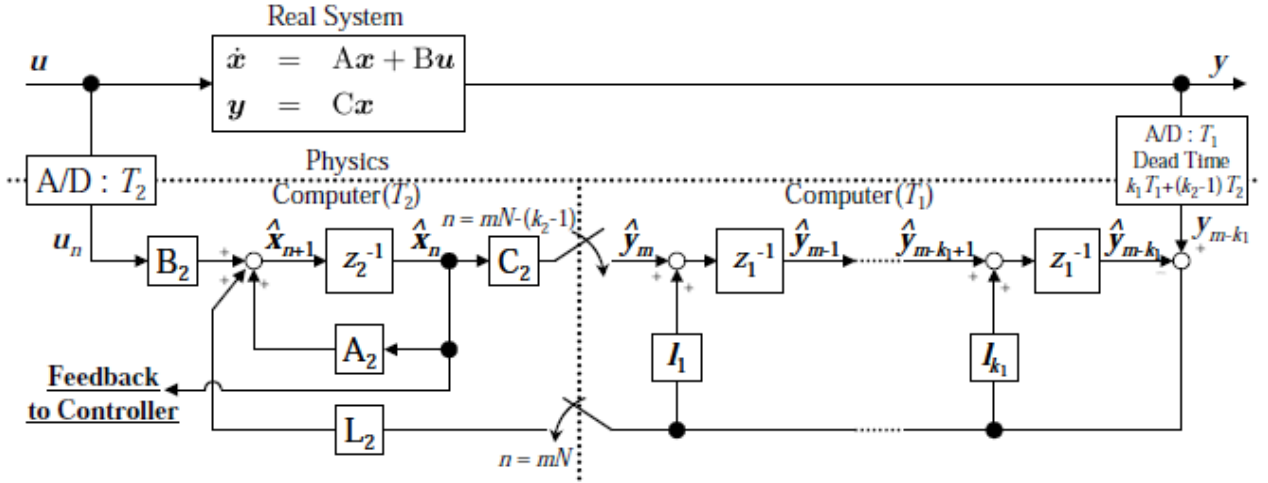 Real System
u
ẋ = Ax + Bu
y = Cx
y
A/D : T₂
Physics
A/D : T₁
Dead Time
k₁T₁+(k₂-1)T₂
Computer(T₂)
Computer(T₁)
uₙ
B₂
+
+
+
x̂ₙ₊₁
z₂⁻¹
x̂ₙ
n = mN-(k₂-1)
C₂
ŷₘ
+
+
z₁⁻¹
ŷₘ₋₁
ŷₘ₋ₖ₁₊₁
+
+
z₁⁻¹
ŷₘ₋ₖ₁
yₘ₋ₖ₁
+
−
A₂
l₁
lₖ₁
Feedback
to Controller
L₂
n = mN